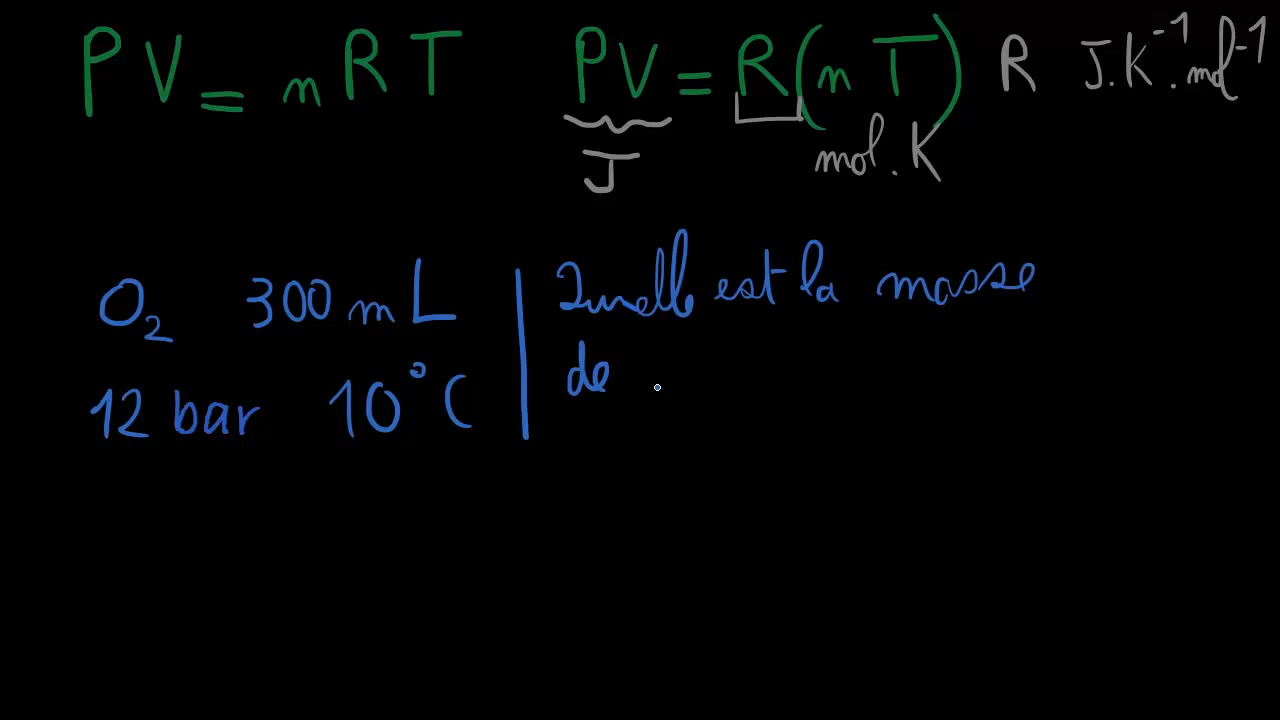 PV = nRT PV = R(nT) R J.K⁻¹.mol⁻¹
J mol.K
O₂ 300 mL Quelle est la masse
12 bar 10°C de